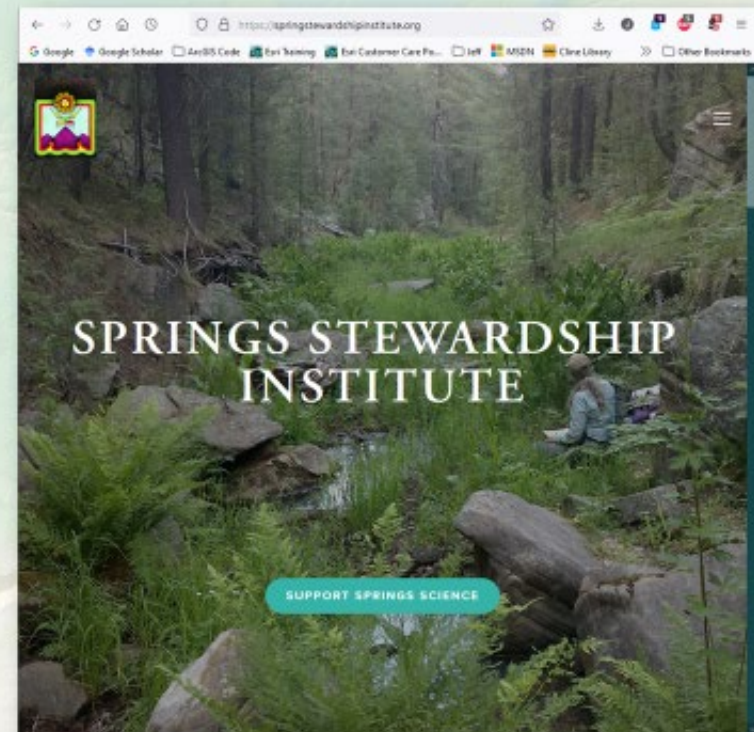 https://springstewardshipinstitute.org
Google Google Scholar ArcGIS Code Esri Training Esri Customer Care Po... Jeff MSDN Cline Library Other Bookmarks
SPRINGS STEWARDSHIP
INSTITUTE
SUPPORT SPRINGS SCIENCE